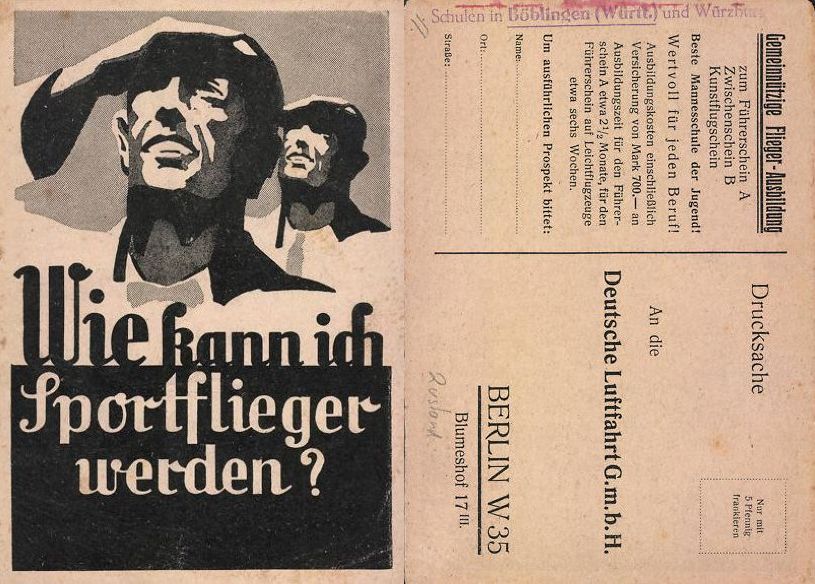 Wie kann ich
Sportflieger
werden?
Schulen in Böblingen (Württ.) und Würzburg
Gemeinnützige Flieger-Ausbildung
zum Führerschein A
Zwischenschein B
Kunstflugschein
Beste Mannesschule der Jugend!
Wertvoll für jeden Beruf!
Ausbildungskosten einschließlich
Versicherung von Mark 700.— an
Ausbildungszeit für den Führer-
schein A etwa 2½ Monate, für den
Führerschein auf Leichtflugzeuge
etwa sechs Wochen.
Um ausführlichen Prospekt bittet:
Name:
Ort:
Straße:
Drucksache
Nur mit
5 Pfennig
frankieren
An die
Deutsche Luftfahrt G.m.b.H.
BERLIN W 35
Blumeshof 17 III.